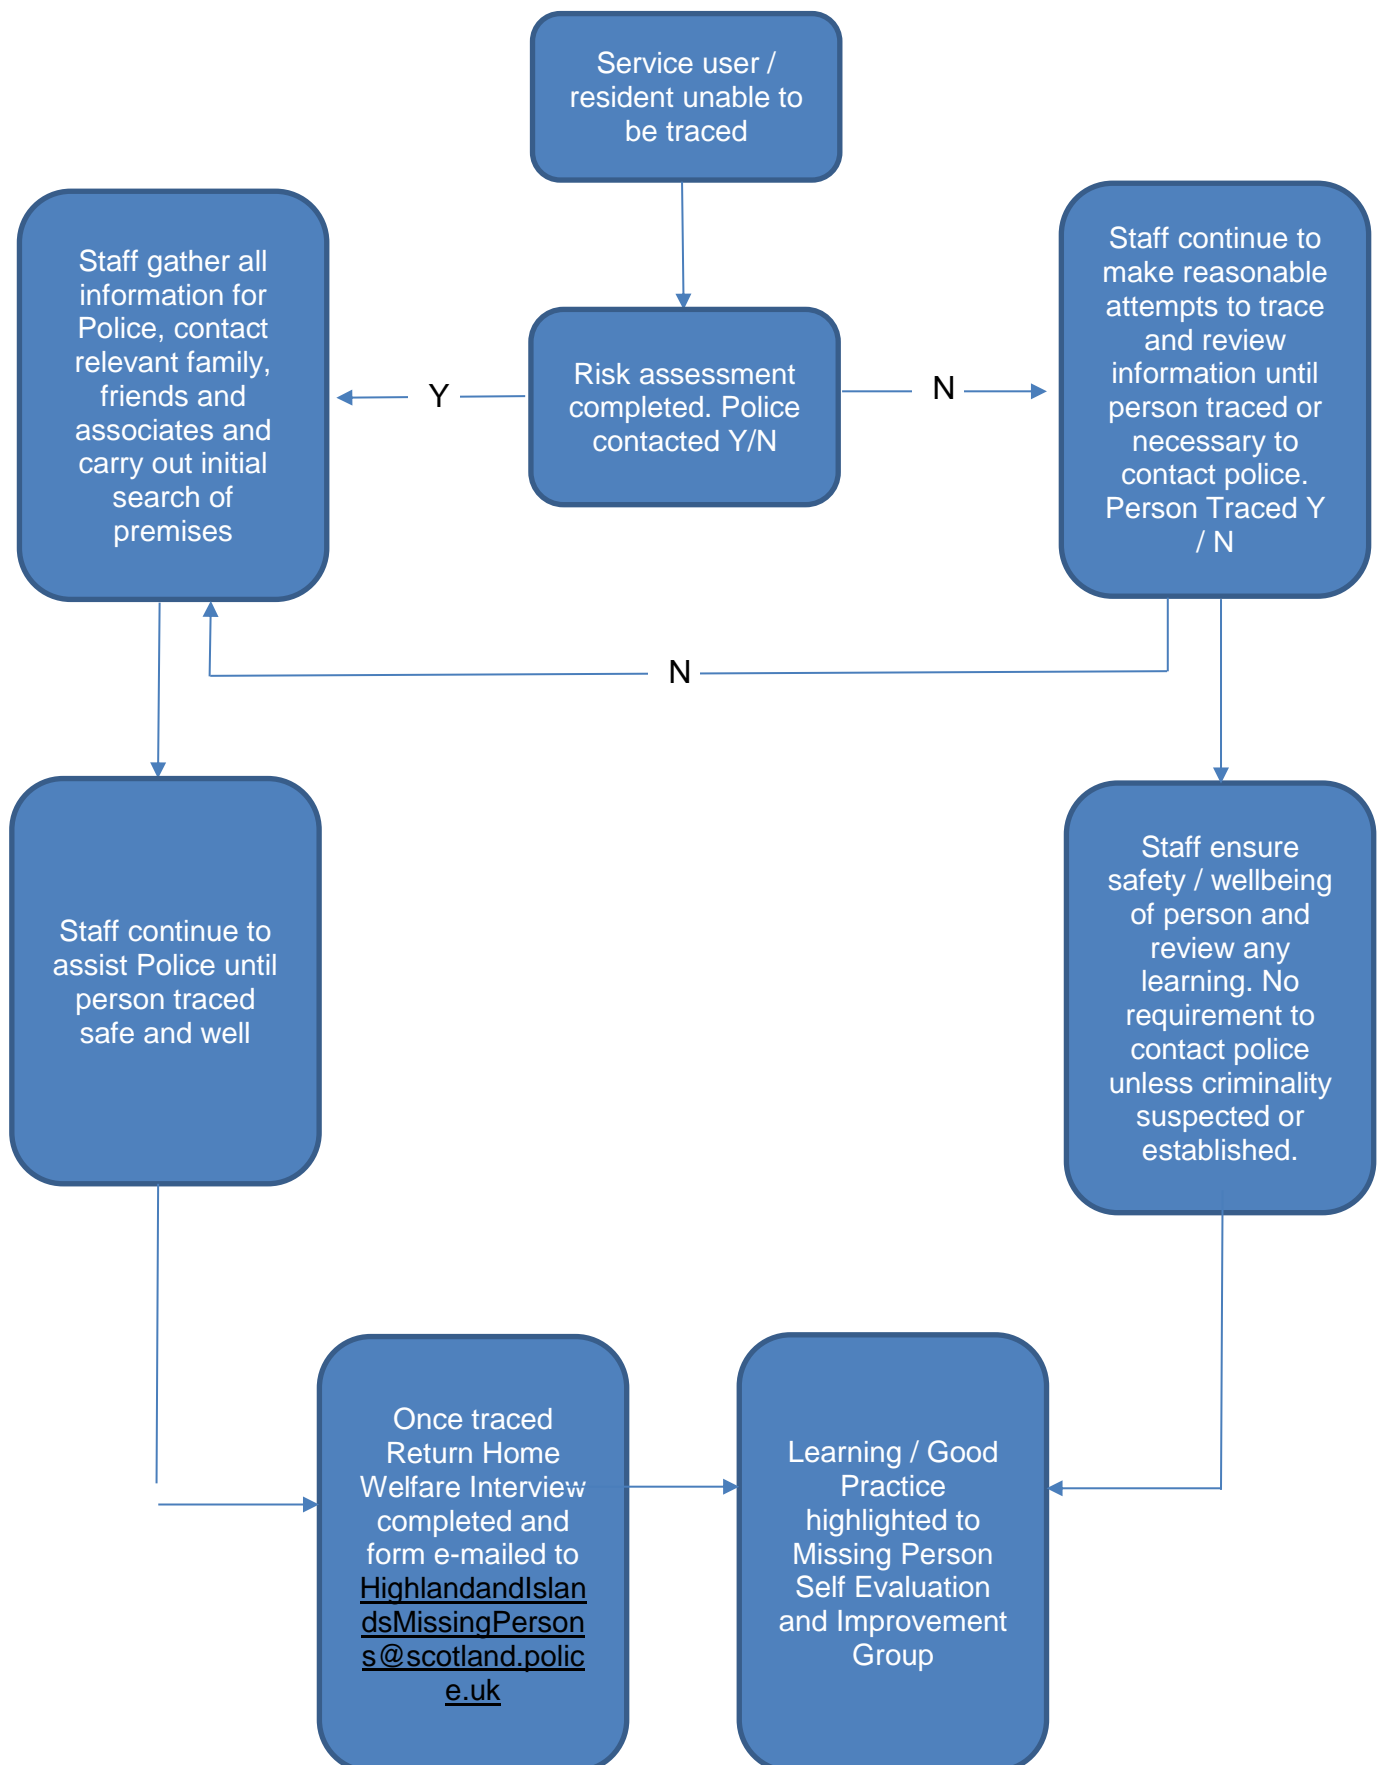 Service user /
resident unable to
be traced
Staff gather all
information for
Police, contact
relevant family,
friends and
associates and
carry out initial
search of
premises
Y
Risk assessment
completed. Police
contacted Y/N
N
Staff continue to
make reasonable
attempts to trace
and review
information until
person traced or
necessary to
contact police.
Person Traced Y
/ N
N
Staff continue to
assist Police until
person traced
safe and well
Staff ensure
safety / wellbeing
of person and
review any
learning. No
requirement to
contact police
unless criminality
suspected or
established.
Once traced
Return Home
Welfare Interview
completed and
form e-mailed to
HighlandandIslan
dsMissingPerson
s@scotland.polic
e.uk
Learning / Good
Practice
highlighted to
Missing Person
Self Evaluation
and Improvement
Group